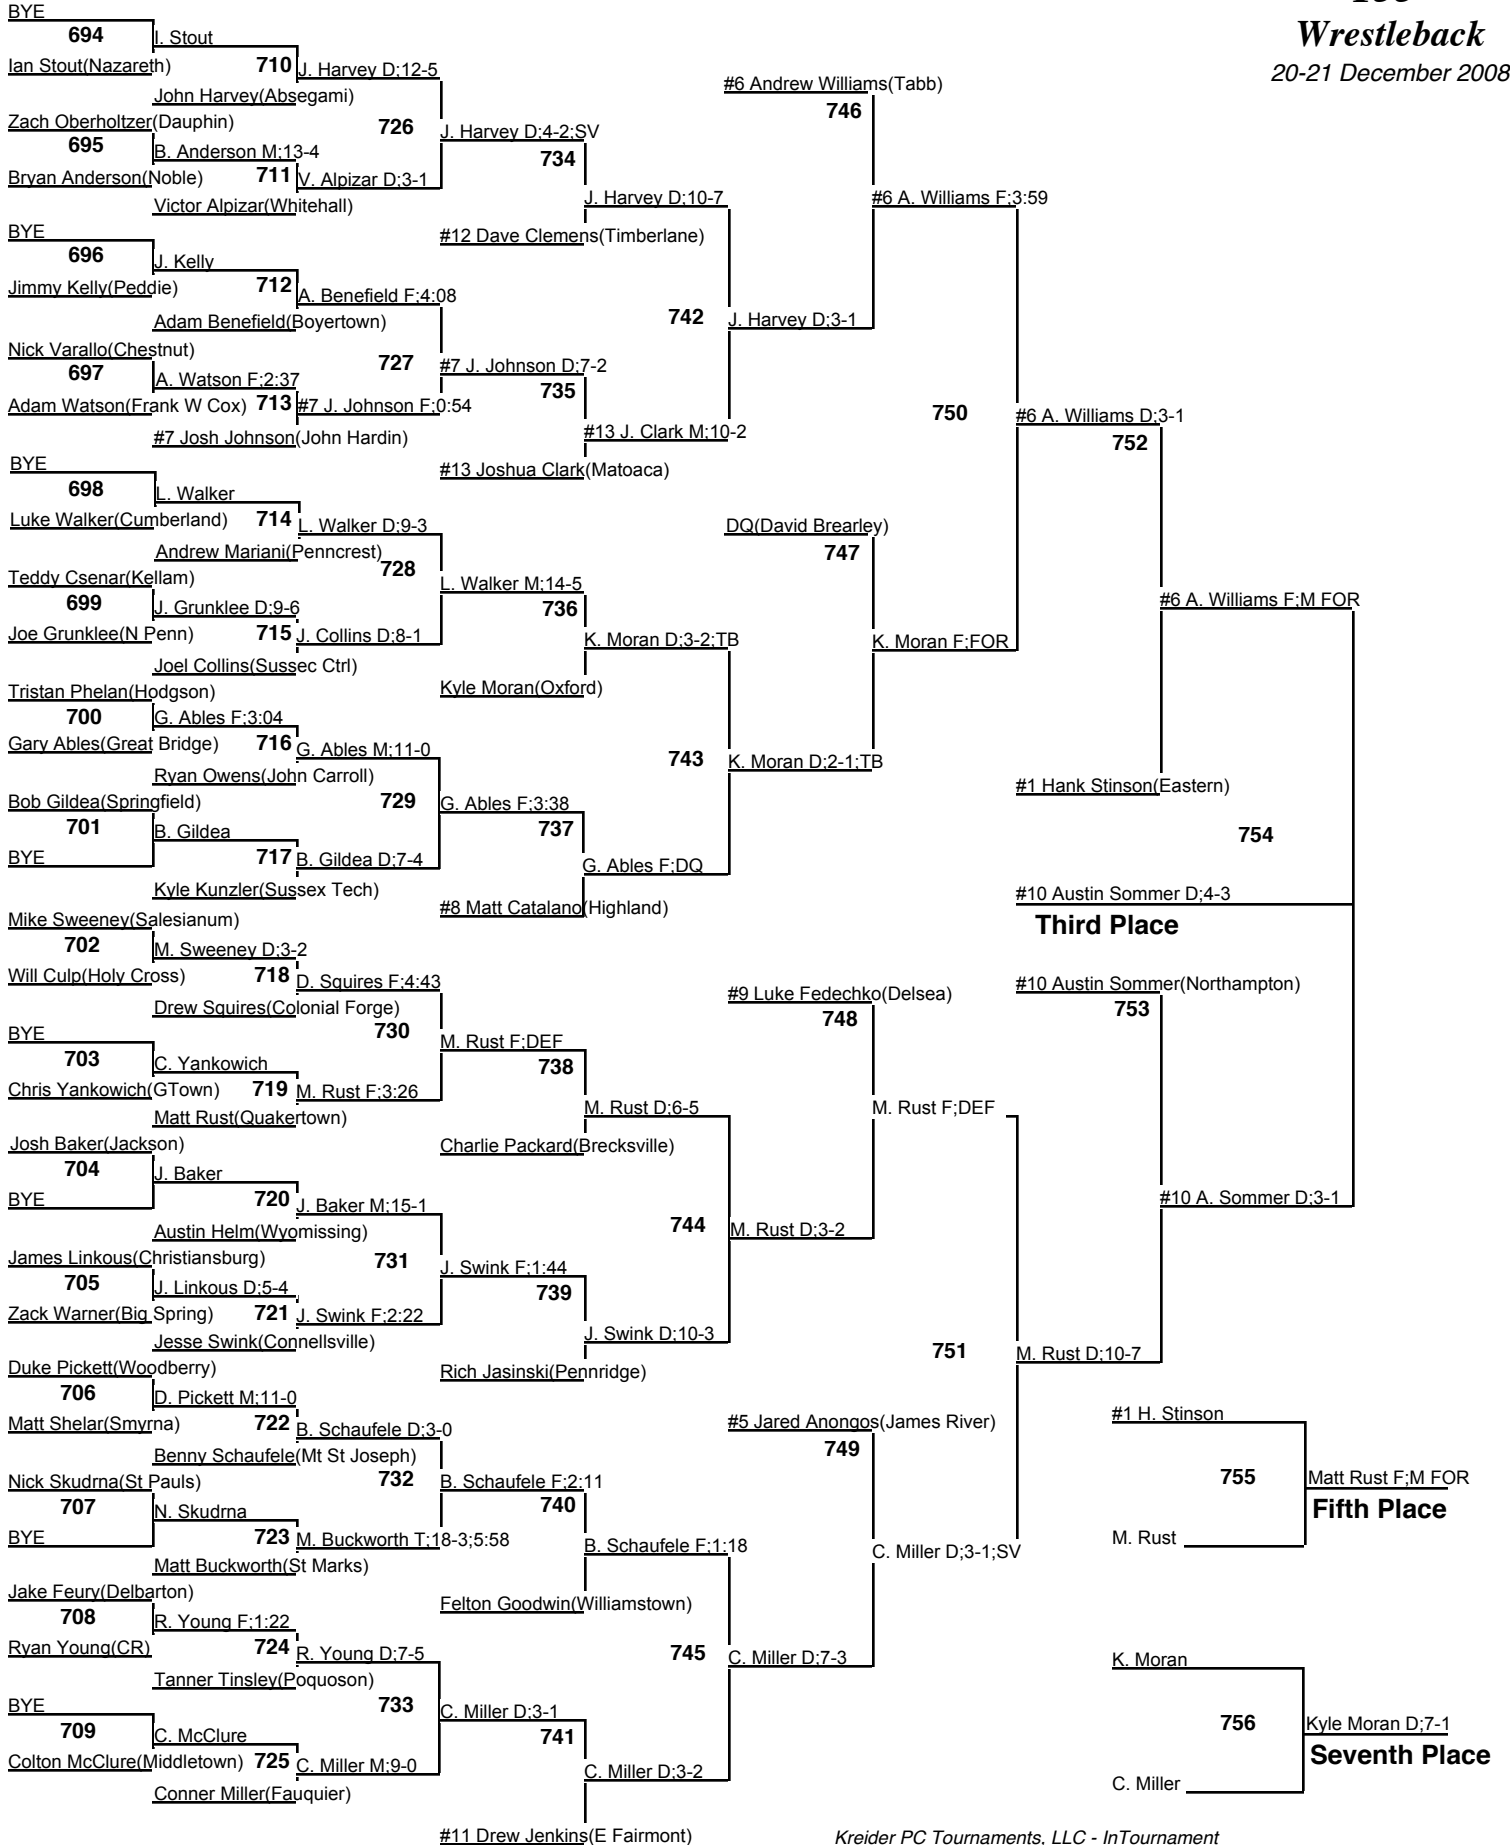 Wrestleback
20-21 December 2008
BYE
694
I. Stout
Ian Stout(Nazareth)
710
J. Harvey D;12-5
John Harvey(Absegami)
Zach Oberholtzer(Dauphin)
726
J. Harvey D;4-2;SV
695
B. Anderson M;13-4
734
Bryan Anderson(Noble)
711
V. Alpizar D;3-1
Victor Alpizar(Whitehall)
J. Harvey D;10-7
BYE
#12 Dave Clemens(Timberlane)
696
J. Kelly
Jimmy Kelly(Peddie)
712
A. Benefield F;4:08
Adam Benefield(Boyertown)
742
J. Harvey D;3-1
Nick Varallo(Chestnut)
727
#7 J. Johnson D;7-2
697
A. Watson F;2:37
735
Adam Watson(Frank W Cox)
713
#7 J. Johnson F;0:54
#7 Josh Johnson(John Hardin)
#13 J. Clark M;10-2
#13 Joshua Clark(Matoaca)
#6 Andrew Williams(Tabb)
746
#6 A. Williams F;3:59
750
#6 A. Williams D;3-1
752
BYE
698
L. Walker
Luke Walker(Cumberland)
714
L. Walker D;9-3
Andrew Mariani(Penncrest)
728
Teddy Csenar(Kellam)
L. Walker M;14-5
699
J. Grunklee D;9-6
736
Joe Grunklee(N Penn)
715
J. Collins D;8-1
K. Moran D;3-2;TB
Joel Collins(Sussec Ctrl)
Kyle Moran(Oxford)
DQ(David Brearley)
747
K. Moran F;FOR
#6 A. Williams F;M FOR
Tristan Phelan(Hodgson)
700
G. Ables F;3:04
Gary Ables(Great Bridge)
716
G. Ables M;11-0
743
K. Moran D;2-1;TB
Ryan Owens(John Carroll)
#1 Hank Stinson(Eastern)
Bob Gildea(Springfield)
729
G. Ables F;3:38
701
B. Gildea
737
754
BYE
717
B. Gildea D;7-4
G. Ables F;DQ
Kyle Kunzler(Sussex Tech)
#8 Matt Catalano(Highland)
#10 Austin Sommer D;4-3
Third Place
Mike Sweeney(Salesianum)
702
M. Sweeney D;3-2
Will Culp(Holy Cross)
718
D. Squires F;4:43
Drew Squires(Colonial Forge)
#9 Luke Fedechko(Delsea)
748
#10 Austin Sommer(Northampton)
753
BYE
730
M. Rust F;DEF
703
C. Yankowich
738
Chris Yankowich(GTown)
719
M. Rust F;3:26
Matt Rust(Quakertown)
M. Rust D;6-5
M. Rust F;DEF
Josh Baker(Jackson)
Charlie Packard(Brecksville)
704
J. Baker
BYE
720
J. Baker M;15-1
#10 A. Sommer D;3-1
Austin Helm(Wyomissing)
744
M. Rust D;3-2
James Linkous(Christiansburg)
731
J. Swink F;1:44
705
J. Linkous D;5-4
739
Zack Warner(Big Spring)
721
J. Swink F;2:22
Jesse Swink(Connellsville)
J. Swink D;10-3
751
M. Rust D;10-7
Duke Pickett(Woodberry)
Rich Jasinski(Pennridge)
706
D. Pickett M;11-0
Matt Shelar(Smyrna)
722
B. Schaufele D;3-0
#5 Jared Anongos(James River)
749
#1 H. Stinson
Benny Schaufele(Mt St Joseph)
Nick Skudrna(St Pauls)
732
B. Schaufele F;2:11
755
Matt Rust F;M FOR
707
N. Skudrna
740
Fifth Place
BYE
723
M. Buckworth T;18-3;5:58
B. Schaufele F;1:18
C. Miller D;3-1;SV
M. Rust
Matt Buckworth(St Marks)
Jake Feury(Delbarton)
Felton Goodwin(Williamstown)
708
R. Young F;1:22
Ryan Young(CR)
724
R. Young D;7-5
745
C. Miller D;7-3
K. Moran
Tanner Tinsley(Poquoson)
BYE
733
C. Miller D;3-1
709
C. McClure
741
756
Kyle Moran D;7-1
Colton McClure(Middletown)
725
C. Miller M;9-0
C. Miller D;3-2
Seventh Place
Conner Miller(Fauquier)
C. Miller
#11 Drew Jenkins(E Fairmont)
Kreider PC Tournaments, LLC - InTournament